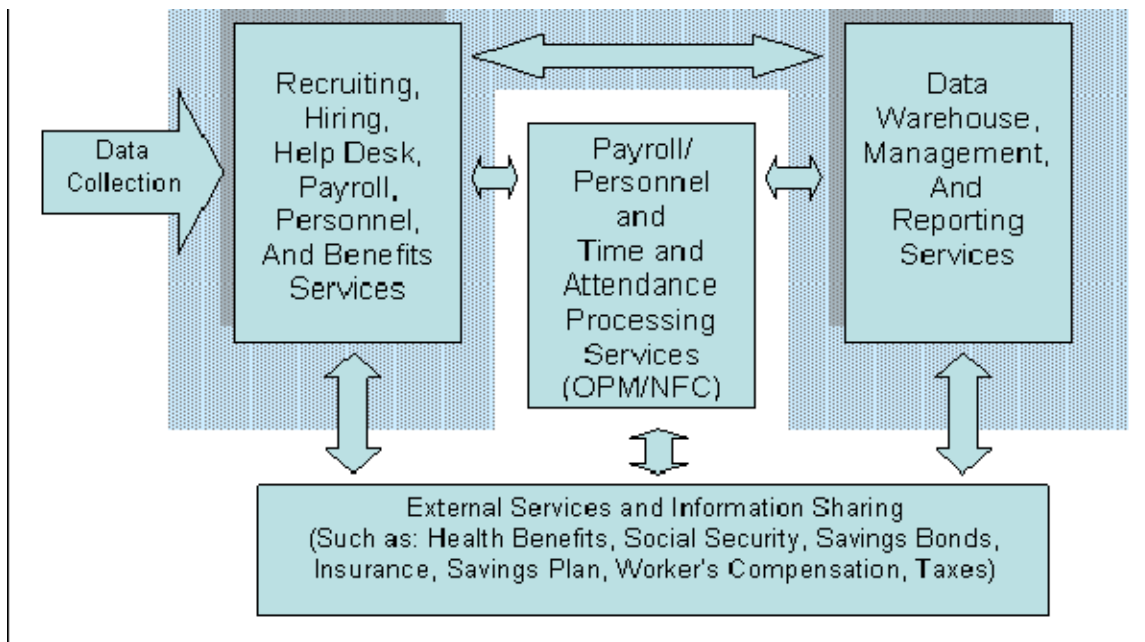 Data
Collection
Recruiting,
Hiring,
Help Desk,
Payroll,
Personnel,
And Benefits
Services
Payroll/
Personnel
and
Time and
Attendance
Processing
Services
(OPM/NFC)
Data
Warehouse,
Management,
And
Reporting
Services
External Services and Information Sharing
(Such as: Health Benefits, Social Security, Savings Bonds,
Insurance, Savings Plan, Worker's Compensation, Taxes)